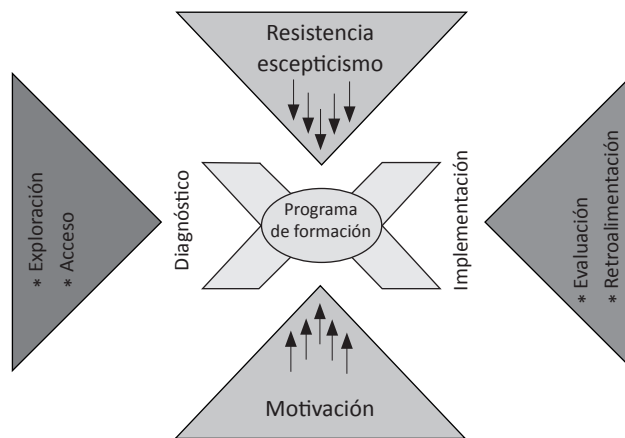 Resistencia
escepticismo
* Exploración
* Acceso
Diagnóstico
Programa
de formación
Implementación
* Evaluación
* Retroalimentación
Motivación